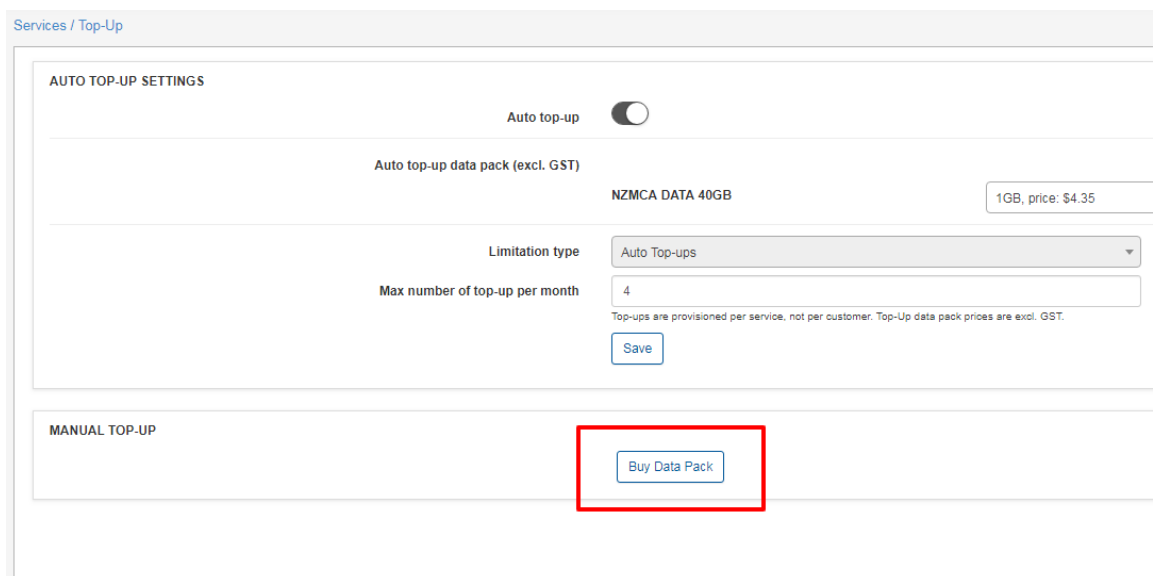 Services / Top-Up
AUTO TOP-UP SETTINGS
Auto top-up
Auto top-up data pack (excl. GST)
NZMCA DATA 40GB
1GB, price: $4.35
Limitation type
Auto Top-ups
Max number of top-up per month
4
Top-ups are provisioned per service, not per customer. Top-Up data pack prices are excl. GST.
Save
MANUAL TOP-UP
Buy Data Pack